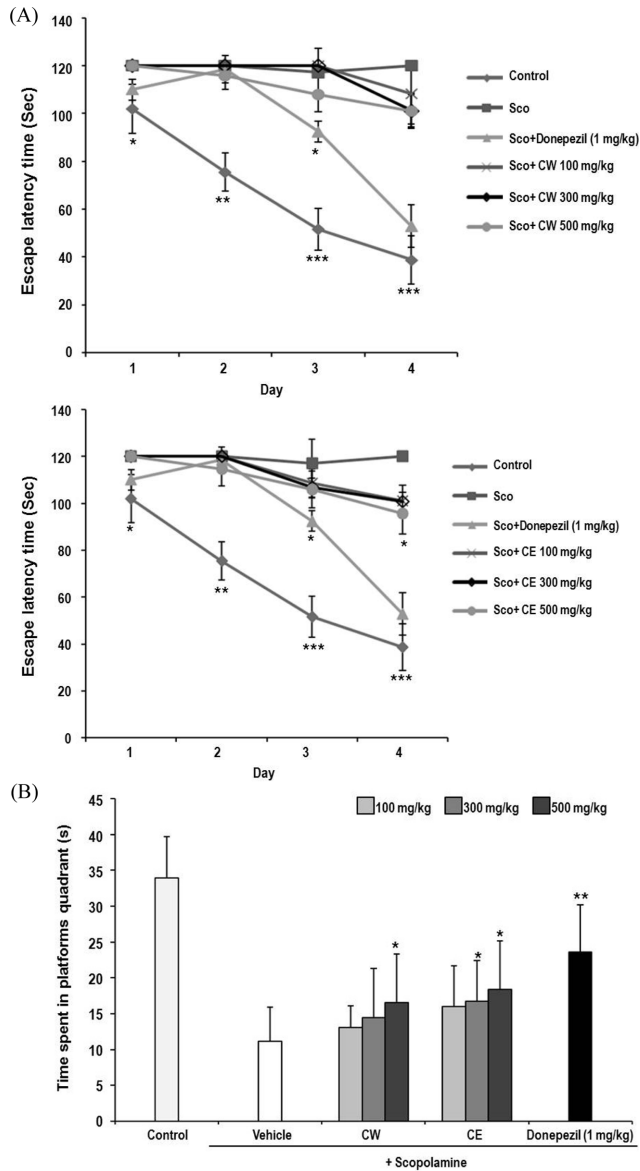 (A)
140
120
100
80
60
40
20
0
Escape latency time (Sec)
1 2 3 4
Day
Control
Sco
Sco+Donepezil (1 mg/kg)
Sco+ CW 100 mg/kg
Sco+ CW 300 mg/kg
Sco+ CW 500 mg/kg
*
**
*
***
***
140
120
100
80
60
40
20
0
Escape latency time (Sec)
1 2 3 4
Day
Control
Sco
Sco+Donepezil (1 mg/kg)
Sco+ CE 100 mg/kg
Sco+ CE 300 mg/kg
Sco+ CE 500 mg/kg
*
**
*
***
*
***
(B)
45
40
35
30
25
20
15
10
5
0
Time spent in platforms quadrant (s)
100 mg/kg 300 mg/kg 500 mg/kg
*
*
*
**
Control Vehicle CW CE Donepezil (1 mg/kg)
+ Scopolamine